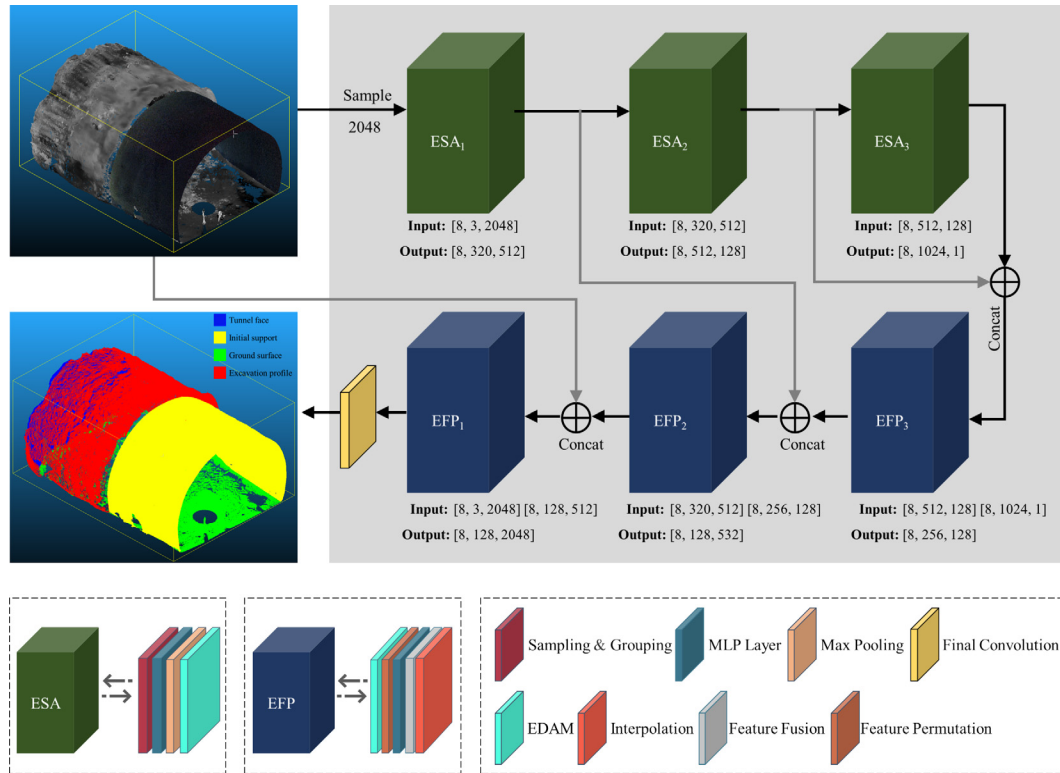 Sample
2048
ESA1
ESA2
ESA3
Input: [8, 3, 2048]
Output: [8, 320, 512]
Input: [8, 320, 512]
Output: [8, 512, 128]
Input: [8, 512, 128]
Output: [8, 1024, 1]
Concat
Tunnel face
Initial support
Ground surface
Excavation profile
EFP1
Concat
EFP2
Concat
EFP3
Input: [8, 3, 2048] [8, 128, 512]
Output: [8, 128, 2048]
Input: [8, 320, 512] [8, 256, 128]
Output: [8, 128, 532]
Input: [8, 512, 128] [8, 1024, 1]
Output: [8, 256, 128]
ESA
EFP
Sampling & Grouping
MLP Layer
Max Pooling
Final Convolution
EDAM
Interpolation
Feature Fusion
Feature Permutation